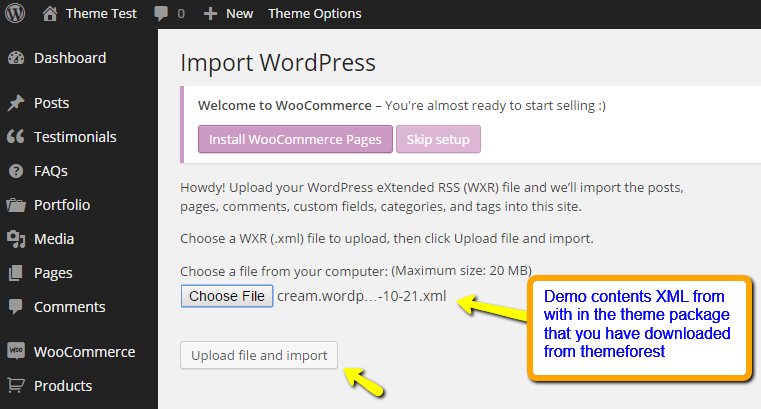 Theme Test 0 + New Theme Options
Dashboard
Posts
Testimonials
FAQs
Portfolio
Media
Pages
Comments
WOO WooCommerce
Products
Import WordPress
Welcome to WooCommerce – You're almost ready to start selling :)
Install WooCommerce Pages Skip setup
Howdy! Upload your WordPress eXtended RSS (WXR) file and we'll import the posts,
pages, comments, custom fields, categories, and tags into this site.
Choose a WXR (.xml) file to upload, then click Upload file and import.
Choose a file from your computer: (Maximum size: 20 MB)
Choose File cream.wordp...-10-21.xml
Upload file and import
Demo contents XML from
with in the theme package
that you have downloaded
from themeforest